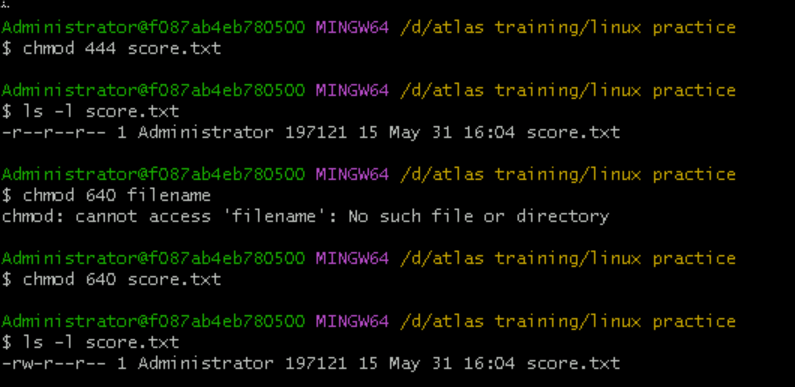 Administrator@f087ab4eb780500 MINGW64 /d/atlas training/linux practice
$ chmod 444 score.txt
Administrator@f087ab4eb780500 MINGW64 /d/atlas training/linux practice
$ ls -l score.txt
-r--r--r-- 1 Administrator 197121 15 May 31 16:04 score.txt
Administrator@f087ab4eb780500 MINGW64 /d/atlas training/linux practice
$ chmod 640 filename
chmod: cannot access 'filename': No such file or directory
Administrator@f087ab4eb780500 MINGW64 /d/atlas training/linux practice
$ chmod 640 score.txt
Administrator@f087ab4eb780500 MINGW64 /d/atlas training/linux practice
$ ls -l score.txt
-rw-r--r-- 1 Administrator 197121 15 May 31 16:04 score.txt